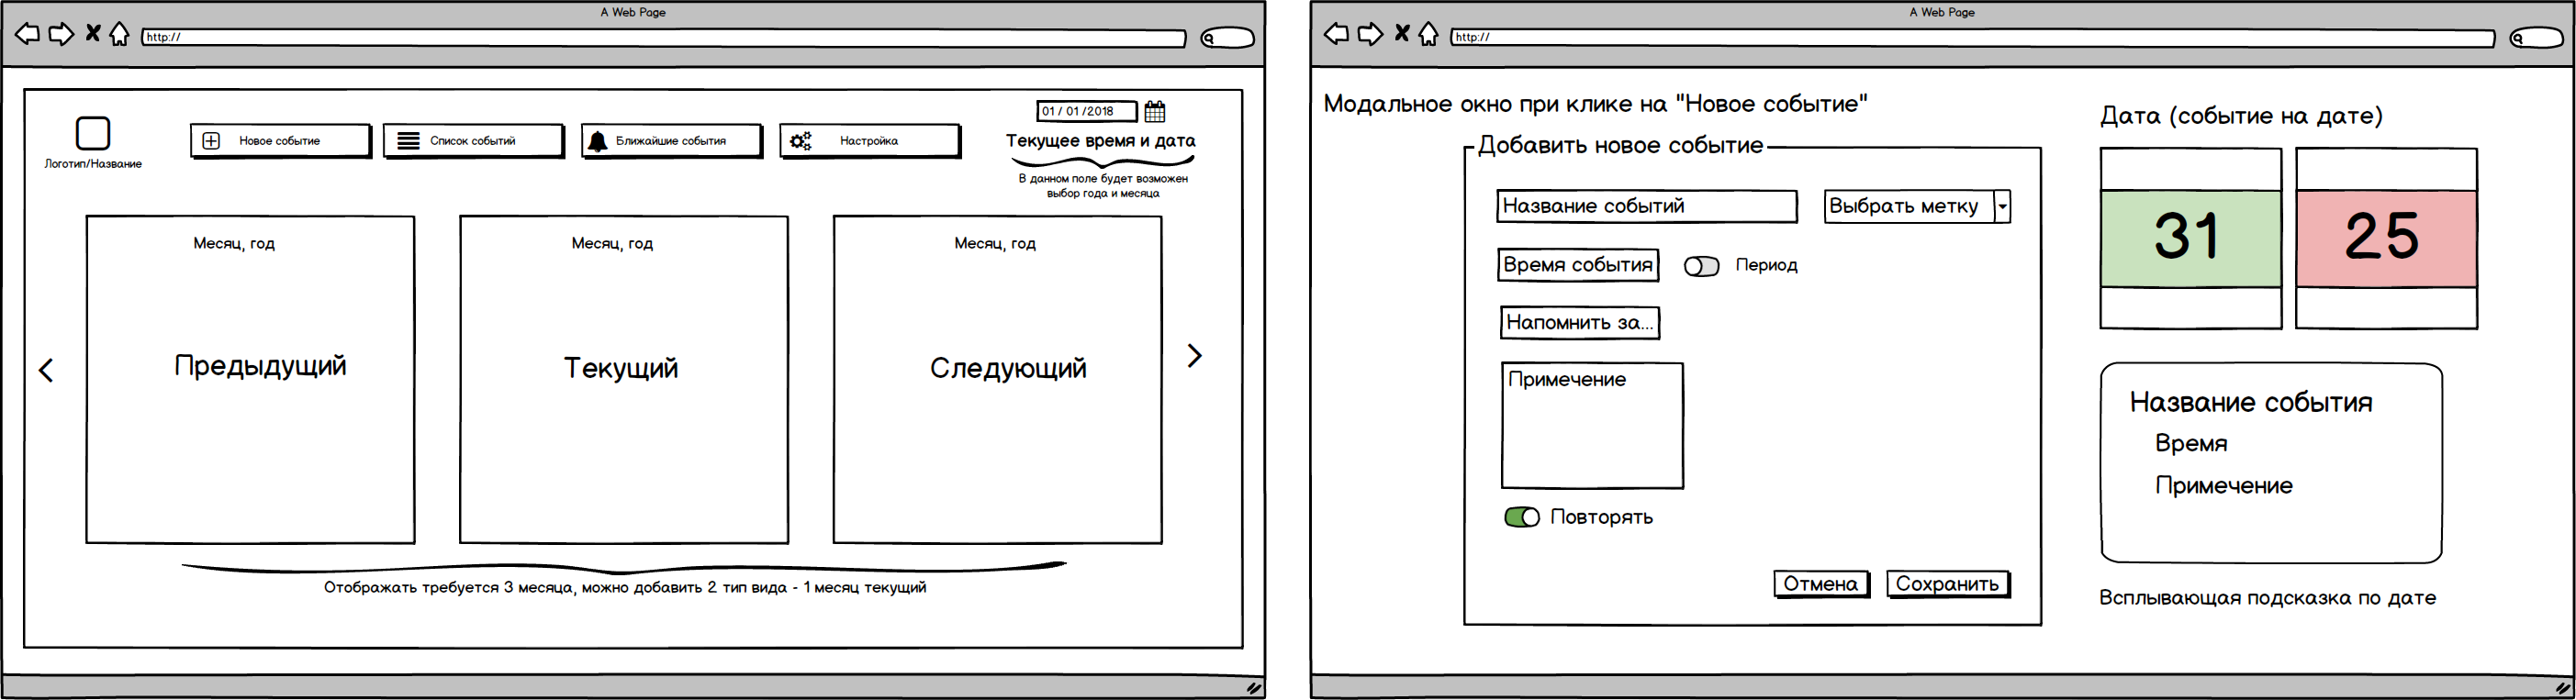 A Web Page
http://
Логотип/Название
Новое событие
Список событий
Ближайшие события
Настройка
01 / 01 /2018
Текущее время и дата
В данном поле будет возможен
выбор года и месяца
Месяц, год
Предыдущий
Месяц, год
Текущий
Месяц, год
Следующий
Отображать требуется 3 месяца, можно добавить 2 тип вида - 1 месяц текущий
A Web Page
http://
Модальное окно при клике на "Новое событие"
Добавить новое событие
Название событий
Выбрать метку
Время события
Период
Напомнить за...
Примечение
Повторять
Отмена
Сохранить
Дата (событие на дате)
31
25
Название события
Время
Примечение
Всплывающая подсказка по дате